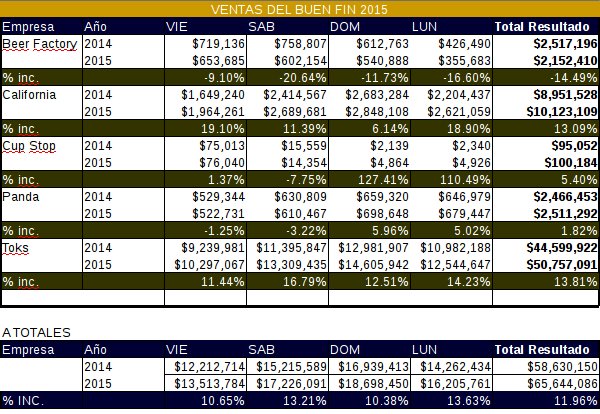 VENTAS DEL BUEN FIN 2015
Empresa Año VIE SAB DOM LUN Total Resultado
Beer Factory 2014 $719,136 $758,807 $612,763 $426,490 $2,517,196
2015 $653,685 $602,154 $540,888 $355,683 $2,152,410
% inc. -9.10% -20.64% -11.73% -16.60% -14.49%
California 2014 $1,649,240 $2,414,567 $2,683,284 $2,204,437 $8,951,528
2015 $1,964,261 $2,689,681 $2,848,108 $2,621,059 $10,123,109
% inc. 19.10% 11.39% 6.14% 18.90% 13.09%
Cup Stop 2014 $75,013 $15,559 $2,139 $2,340 $95,052
2015 $76,040 $14,354 $4,864 $4,926 $100,184
% inc. 1.37% -7.75% 127.41% 110.49% 5.40%
Panda 2014 $529,344 $630,809 $659,320 $646,979 $2,466,453
2015 $522,731 $610,467 $698,648 $679,447 $2,511,292
% inc. -1.25% -3.22% 5.96% 5.02% 1.82%
Toks 2014 $9,239,981 $11,395,847 $12,981,907 $10,982,188 $44,599,922
2015 $10,297,067 $13,309,435 $14,605,942 $12,544,647 $50,757,091
% inc. 11.44% 16.79% 12.51% 14.23% 13.81%
A TOTALES
Empresa Año VIE SAB DOM LUN Total Resultado
2014 $12,212,714 $15,215,589 $16,939,413 $14,262,434 $58,630,150
2015 $13,513,784 $17,226,091 $18,698,450 $16,205,761 $65,644,086
% INC. 10.65% 13.21% 10.38% 13.63% 11.96%